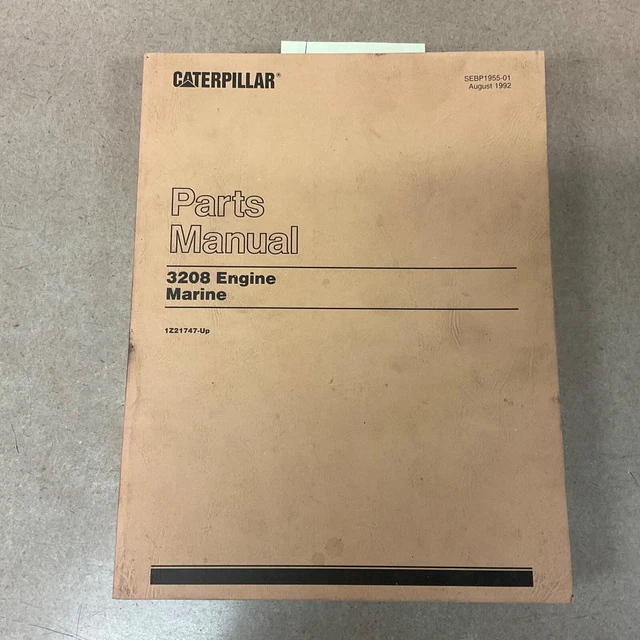 CATERPILLAR®
SEBP1955-01
August 1992
Parts
Manual
3208 Engine
Marine
1Z21747-Up